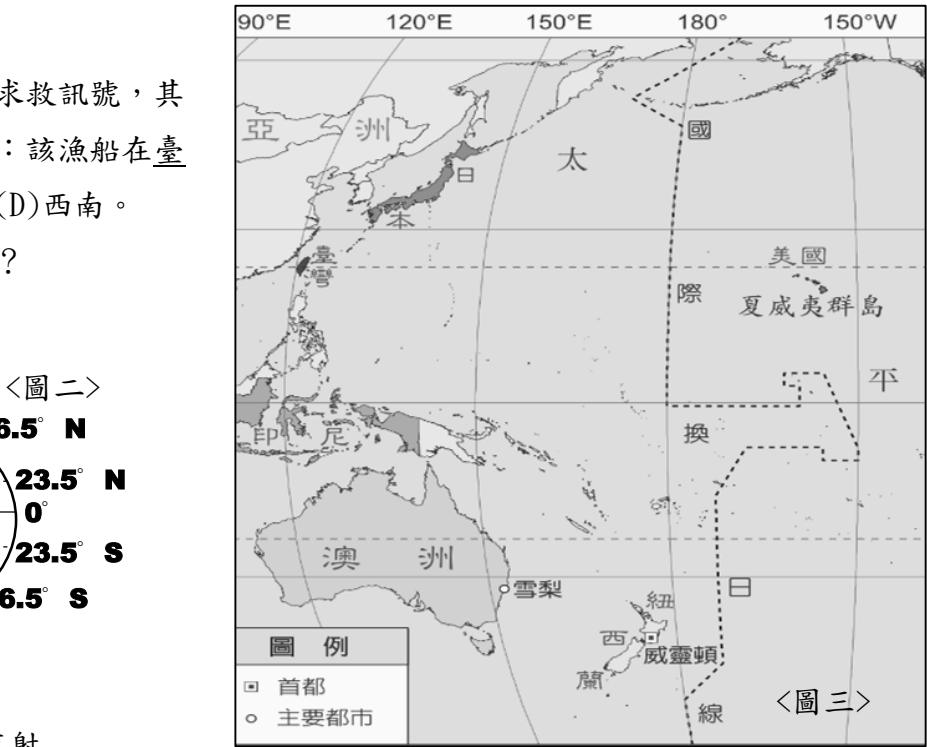 求救訊號，其
：該漁船在臺
(D)西南。
？
<圖二>
6.5° N
23.5° N
0°
23.5° S
6.5° S
90°E 120°E 150°E 180° 150°W
亞洲
太
國
日
本
臺灣
美國
際
夏威夷群島
平
印尼
換
澳洲
雪梨
日
紐
西
威靈頓
蘭
線
圖例
首都
主要都市
<圖三>